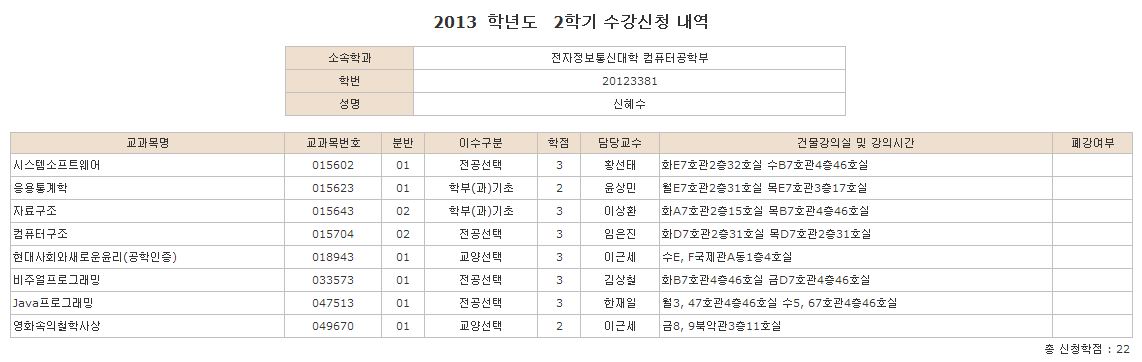 2013 학년도 2학기 수강신청 내역
소속학과 전자정보통신대학 컴퓨터공학부
학번 20123381
성명 신혜수
교과목명 교과목번호 분반 이수구분 학점 담당교수 건물강의실 및 강의시간 폐강여부
시스템소프트웨어 015602 01 전공선택 3 황선태 화E7호관2층32호실 수B7호관4층46호실
응용통계학 015623 01 학부(과)기초 2 윤상민 월E7호관2층31호실 목E7호관3층17호실
자료구조 015643 02 학부(과)기초 3 이상환 화A7호관2층15호실 목B7호관4층46호실
컴퓨터구조 015704 02 전공선택 3 임은진 화D7호관2층31호실 목D7호관2층31호실
현대사회와새로운윤리(공학인증) 018943 01 교양선택 3 이근세 수E, F국제관A동1층4호실
비주얼프로그래밍 033573 01 전공선택 3 김상철 화B7호관4층46호실 금D7호관4층46호실
Java프로그래밍 047513 01 전공선택 3 한재일 월3, 47호관4층46호실 수5, 67호관4층46호실
영화속의철학사상 049670 01 교양선택 2 이근세 금8, 9북악관3층11호실
총 신청학점 : 22